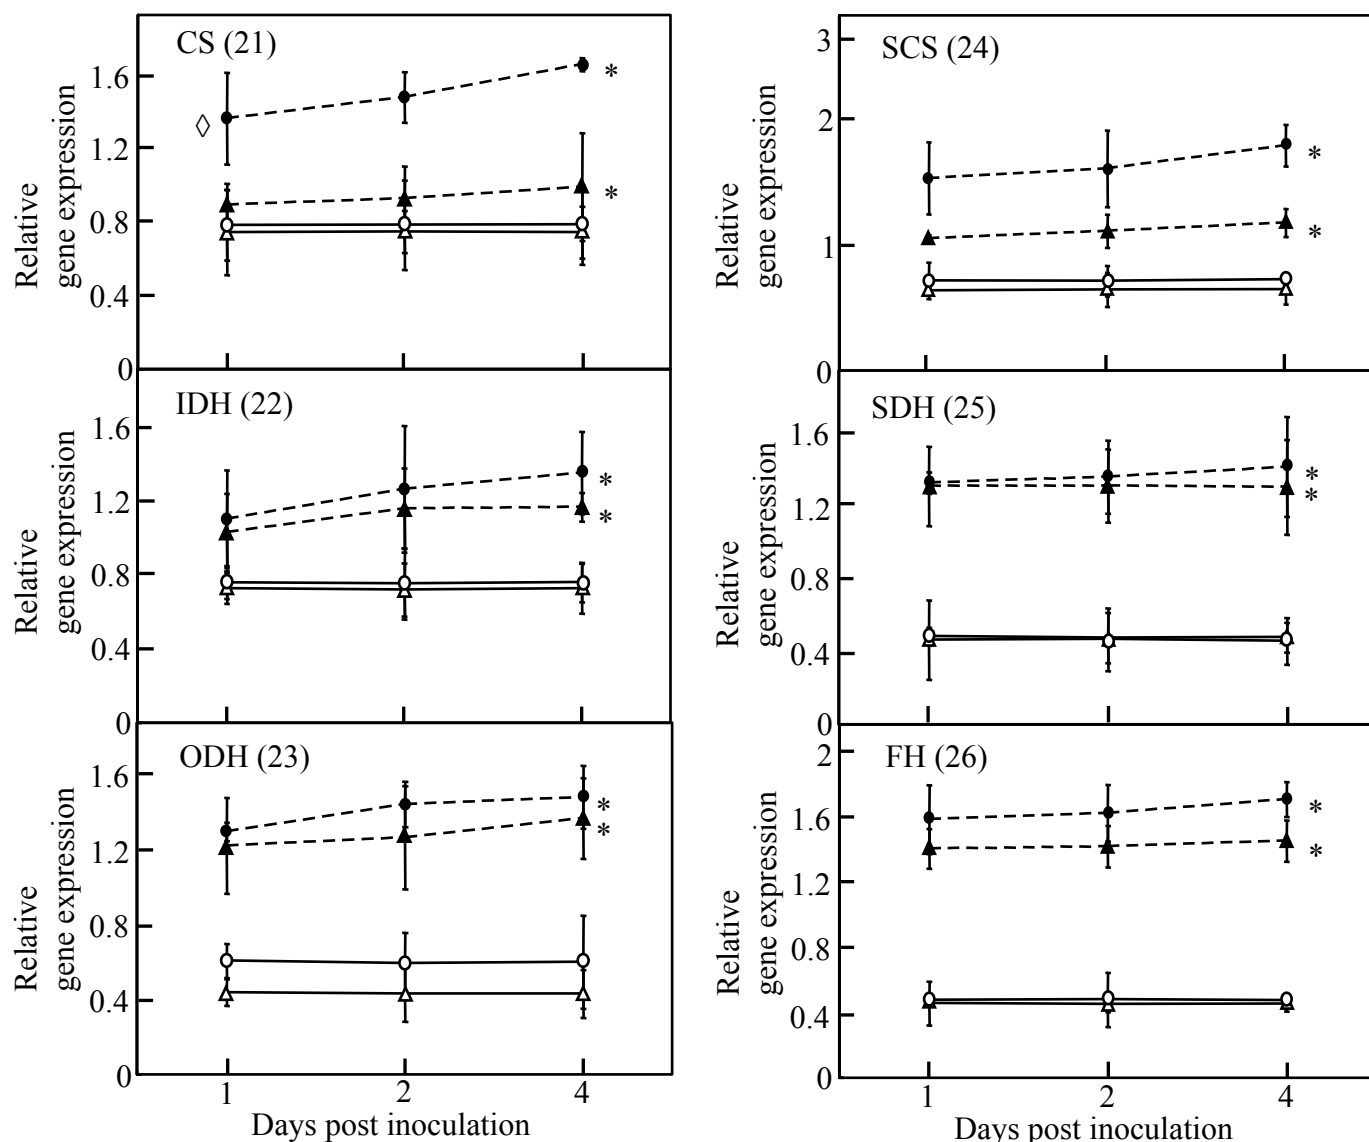 CS (21)
1.6
1.2
0.8
0.4
0
Relative
gene expression
◊
*
*
IDH (22)
1.6
1.2
0.8
0.4
0
Relative
gene expression
*
*
ODH (23)
1.6
1.2
0.8
0.4
0
Relative
gene expression
*
*
1 2 4
Days post inoculation
SCS (24)
3
2
1
0
Relative
gene expression
*
*
SDH (25)
1.6
1.2
0.8
0.4
0
Relative
gene expression
*
*
FH (26)
2
1.6
1.2
0.8
0.4
0
Relative
gene expression
*
*
1 2 4
Days post inoculation